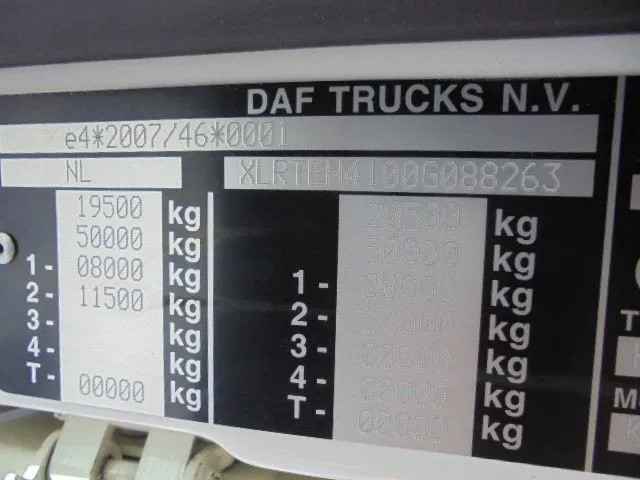 DAF TRUCKS N.V.
e4*2007/46*0001
NL XLRTEH4100G088263
19500 kg kg
50000 kg kg
1- 08000 kg 1- kg
2- 11500 kg 2- kg
3- kg 3- kg
4- kg 4- kg
T- 00000 kg T- kg